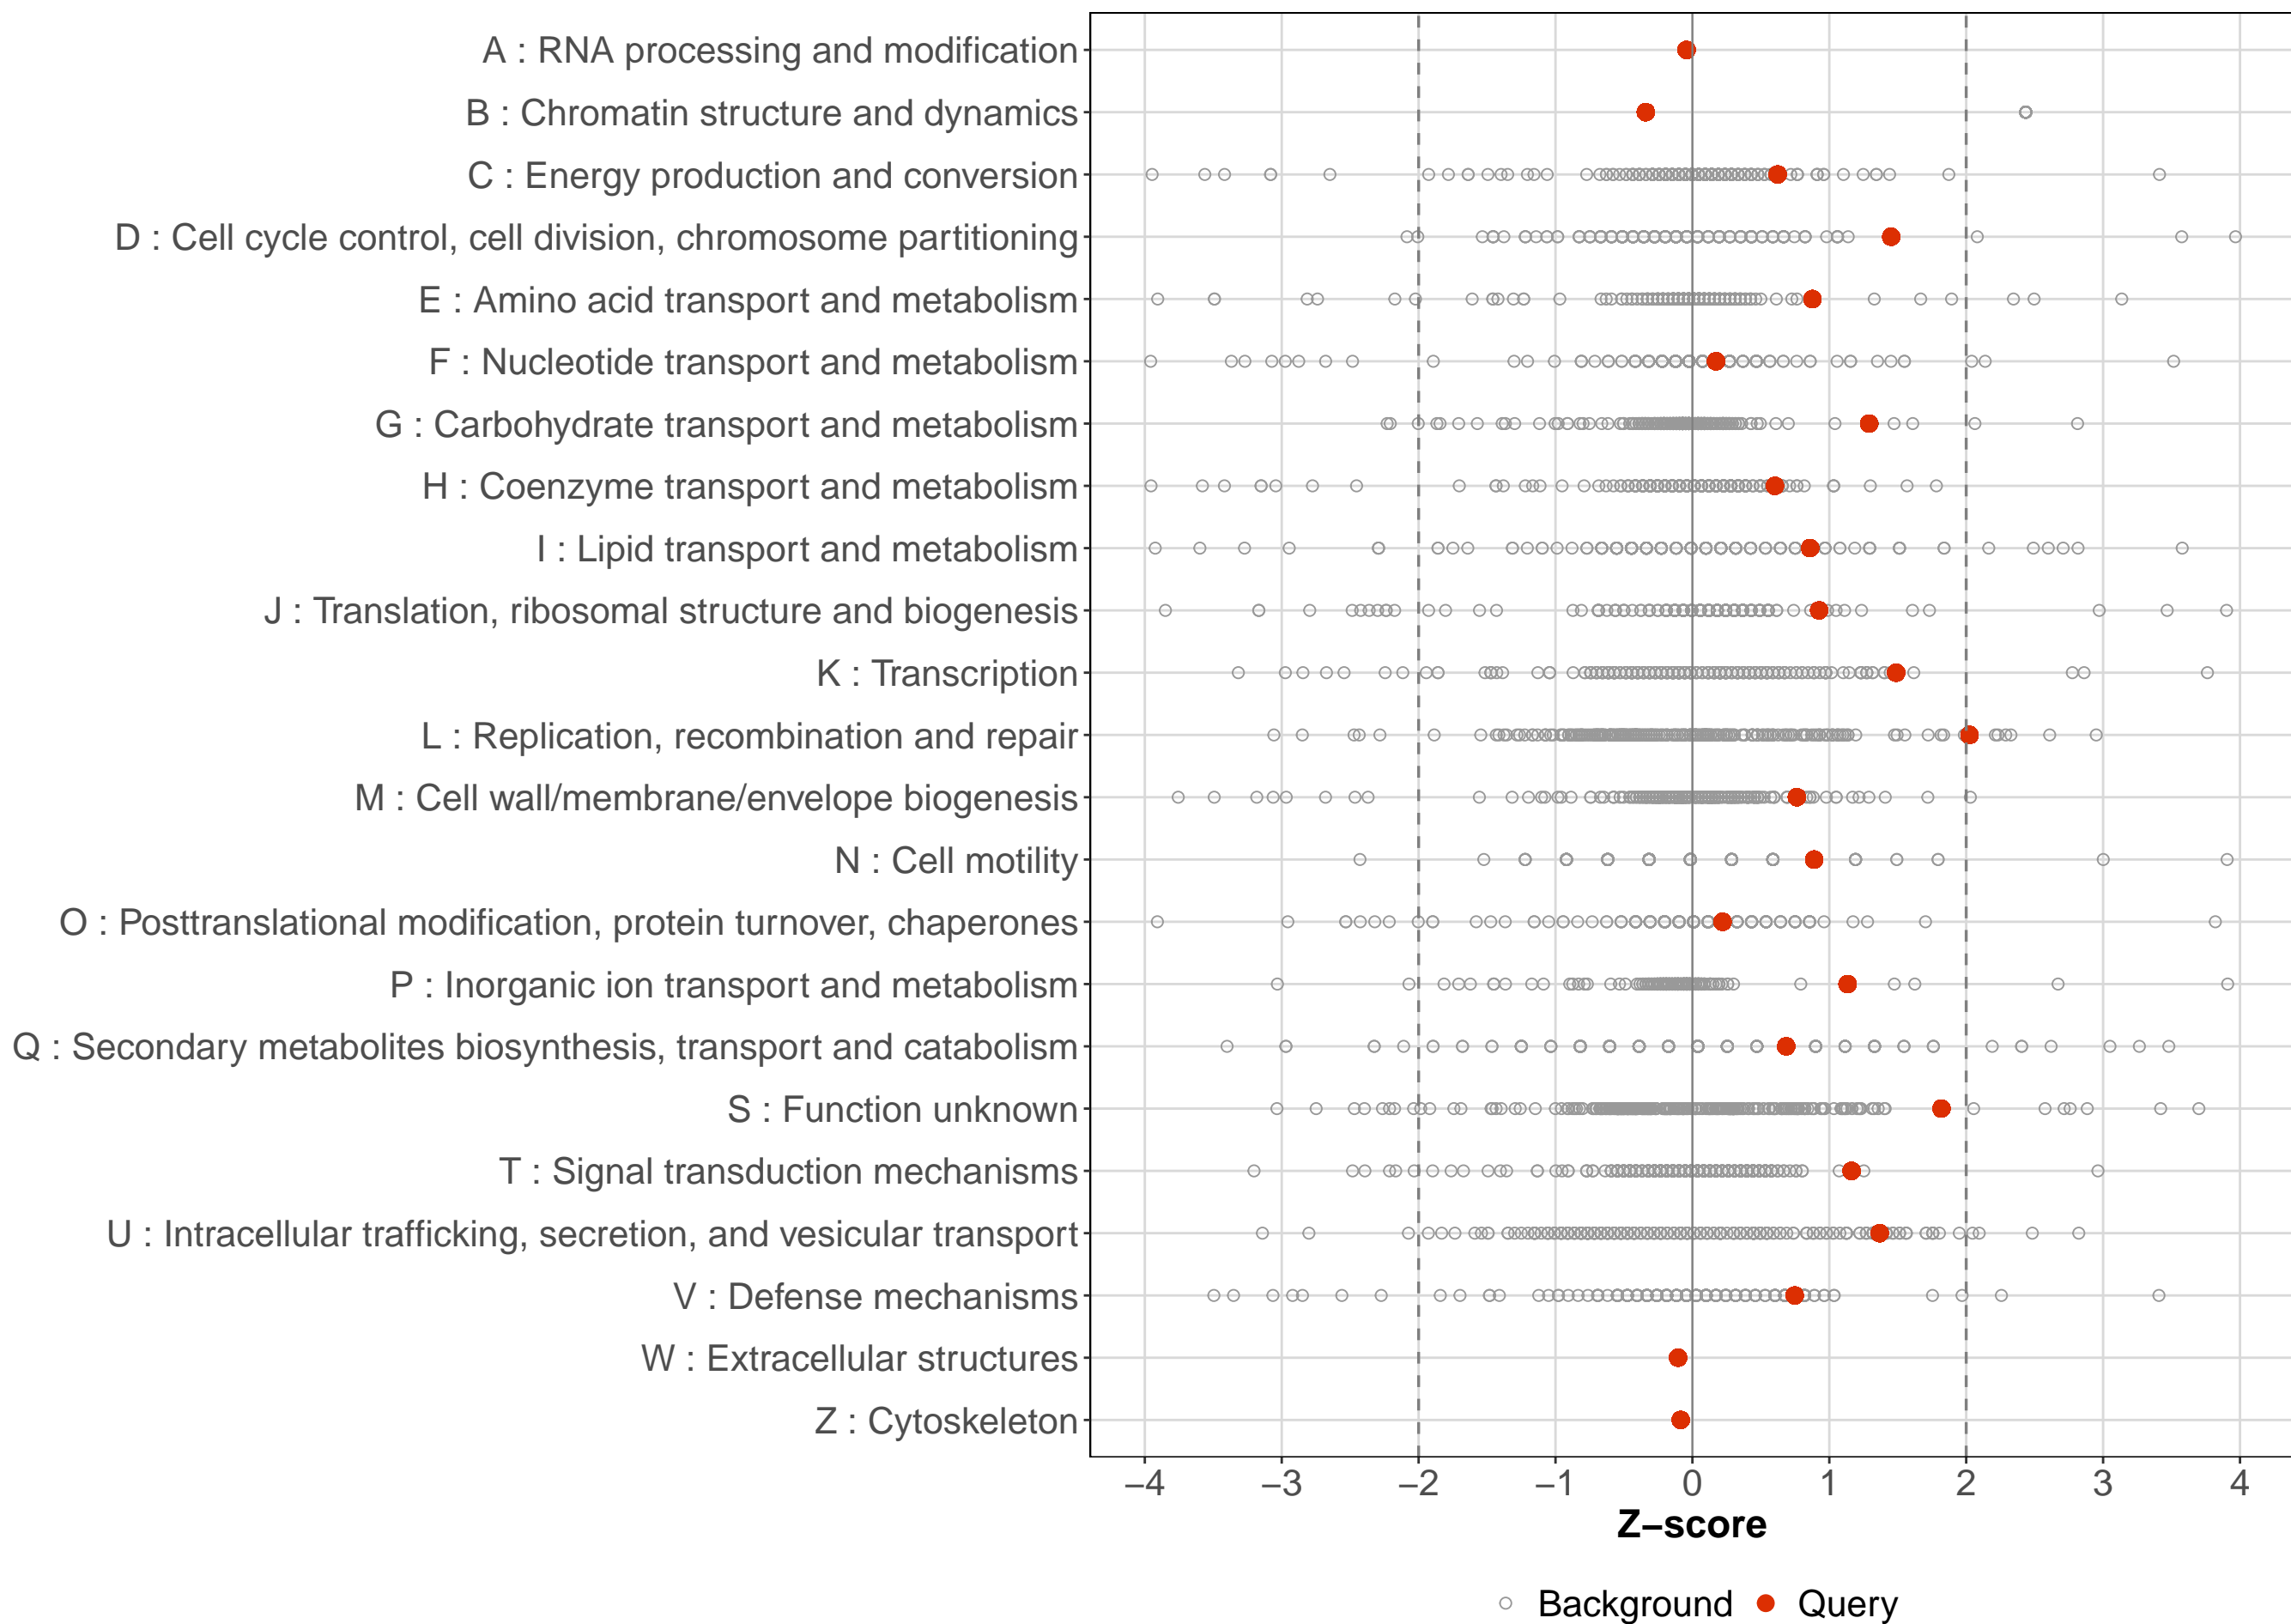 A : RNA processing and modification
B : Chromatin structure and dynamics
C : Energy production and conversion
D : Cell cycle control, cell division, chromosome partitioning
E : Amino acid transport and metabolism
F : Nucleotide transport and metabolism
G : Carbohydrate transport and metabolism
H : Coenzyme transport and metabolism
I : Lipid transport and metabolism
J : Translation, ribosomal structure and biogenesis
K : Transcription
L : Replication, recombination and repair
M : Cell wall/membrane/envelope biogenesis
N : Cell motility
O : Posttranslational modification, protein turnover, chaperones
P : Inorganic ion transport and metabolism
Q : Secondary metabolites biosynthesis, transport and catabolism
S : Function unknown
T : Signal transduction mechanisms
U : Intracellular trafficking, secretion, and vesicular transport
V : Defense mechanisms
W : Extracellular structures
Z : Cytoskeleton
−4 −3 −2 −1 0 1 2 3 4
Z−score
Background Query